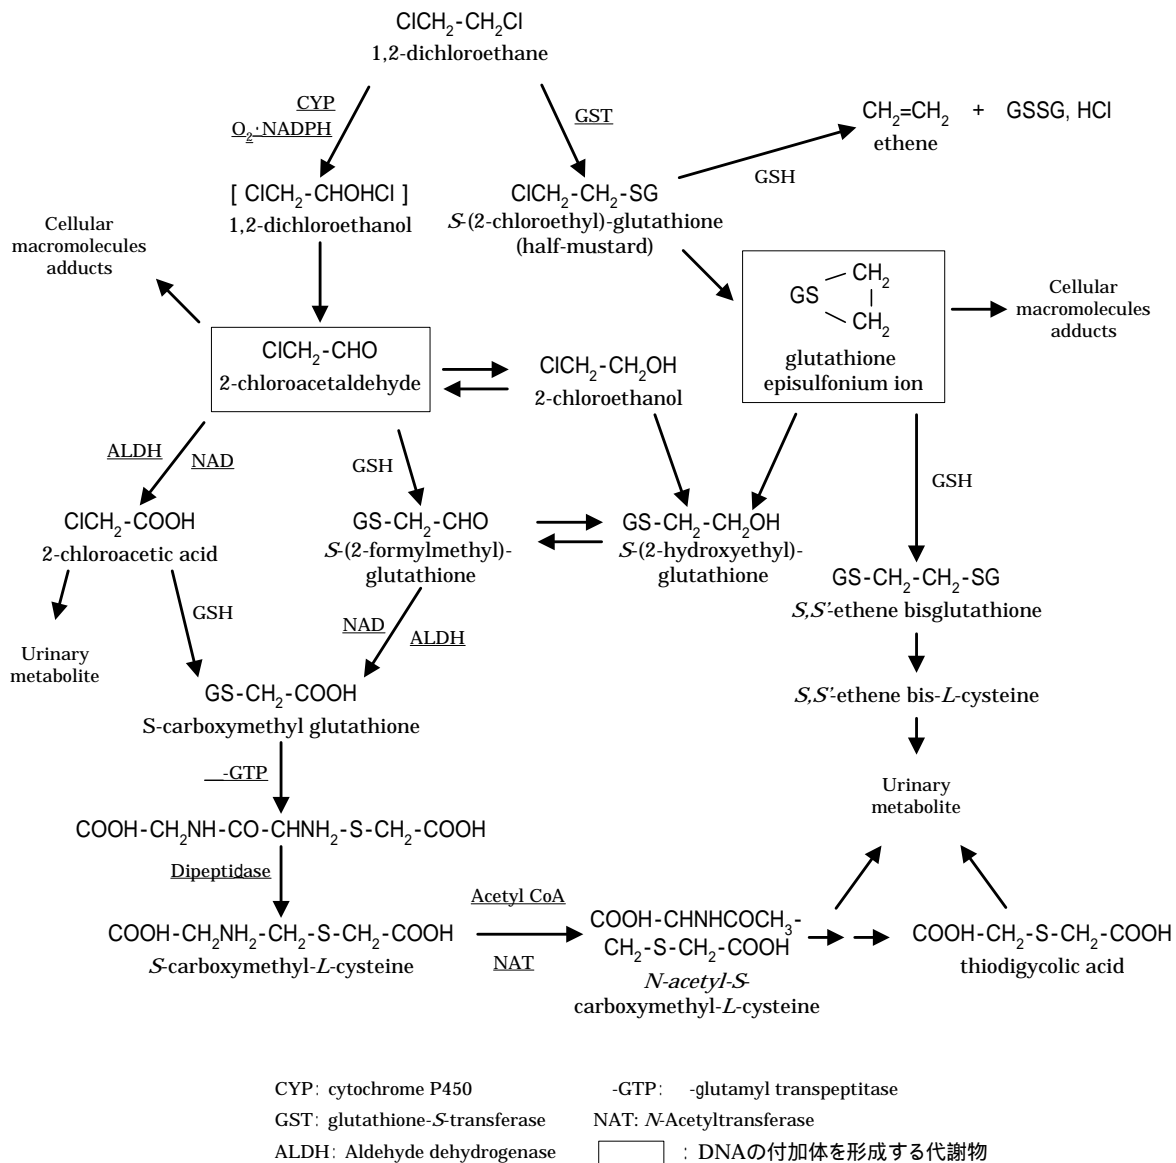 ClCH2-CH2Cl
1,2-dichloroethane
CYP
O2·NADPH
GST
CH2=CH2 + GSSG, HCl
ethene
GSH
[ ClCH2-CHOHCl ]
1,2-dichloroethanol
ClCH2-CH2-SG
S-(2-chloroethyl)-glutathione
(half-mustard)
Cellular
macromolecules
adducts
CH2
GS
CH2
glutathione
episulfonium ion
Cellular
macromolecules
adducts
ClCH2-CHO
2-chloroacetaldehyde
ClCH2-CH2OH
2-chloroethanol
ALDH
NAD
GSH
GSH
ClCH2-COOH
2-chloroacetic acid
GS-CH2-CHO
S-(2-formylmethyl)-
glutathione
GS-CH2-CH2OH
S-(2-hydroxyethyl)-
glutathione
GS-CH2-CH2-SG
S,S'-ethene bisglutathione
Urinary
metabolite
GSH
NAD
ALDH
GS-CH2-COOH
S-carboxymethyl glutathione
S,S'-ethene bis-L-cysteine
-GTP
Urinary
metabolite
COOH-CH2NH-CO-CHNH2-S-CH2-COOH
Dipeptidase
COOH-CH2NH2-CH2-S-CH2-COOH
S-carboxymethyl-L-cysteine
Acetyl CoA
NAT
COOH-CHNHCOCH3-
CH2-S-CH2-COOH
N-acetyl-S-
carboxymethyl-L-cysteine
COOH-CH2-S-CH2-COOH
thiodigycolic acid
CYP: cytochrome P450 -GTP: -glutamyl transpeptitase
GST: glutathione-S-transferase NAT: N-Acetyltransferase
ALDH: Aldehyde dehydrogenase : DNAの付加体を形成する代謝物